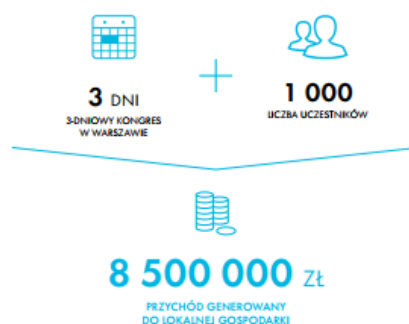 3 DNI
3-DNIOWY KONGRES
W WARSZAWIE
+
1 000
LICZBA UCZESTNIKÓW
8 500 000 ZŁ
PRZYCHÓD GENEROWANY
DO LOKALNEJ GOSPODARKI